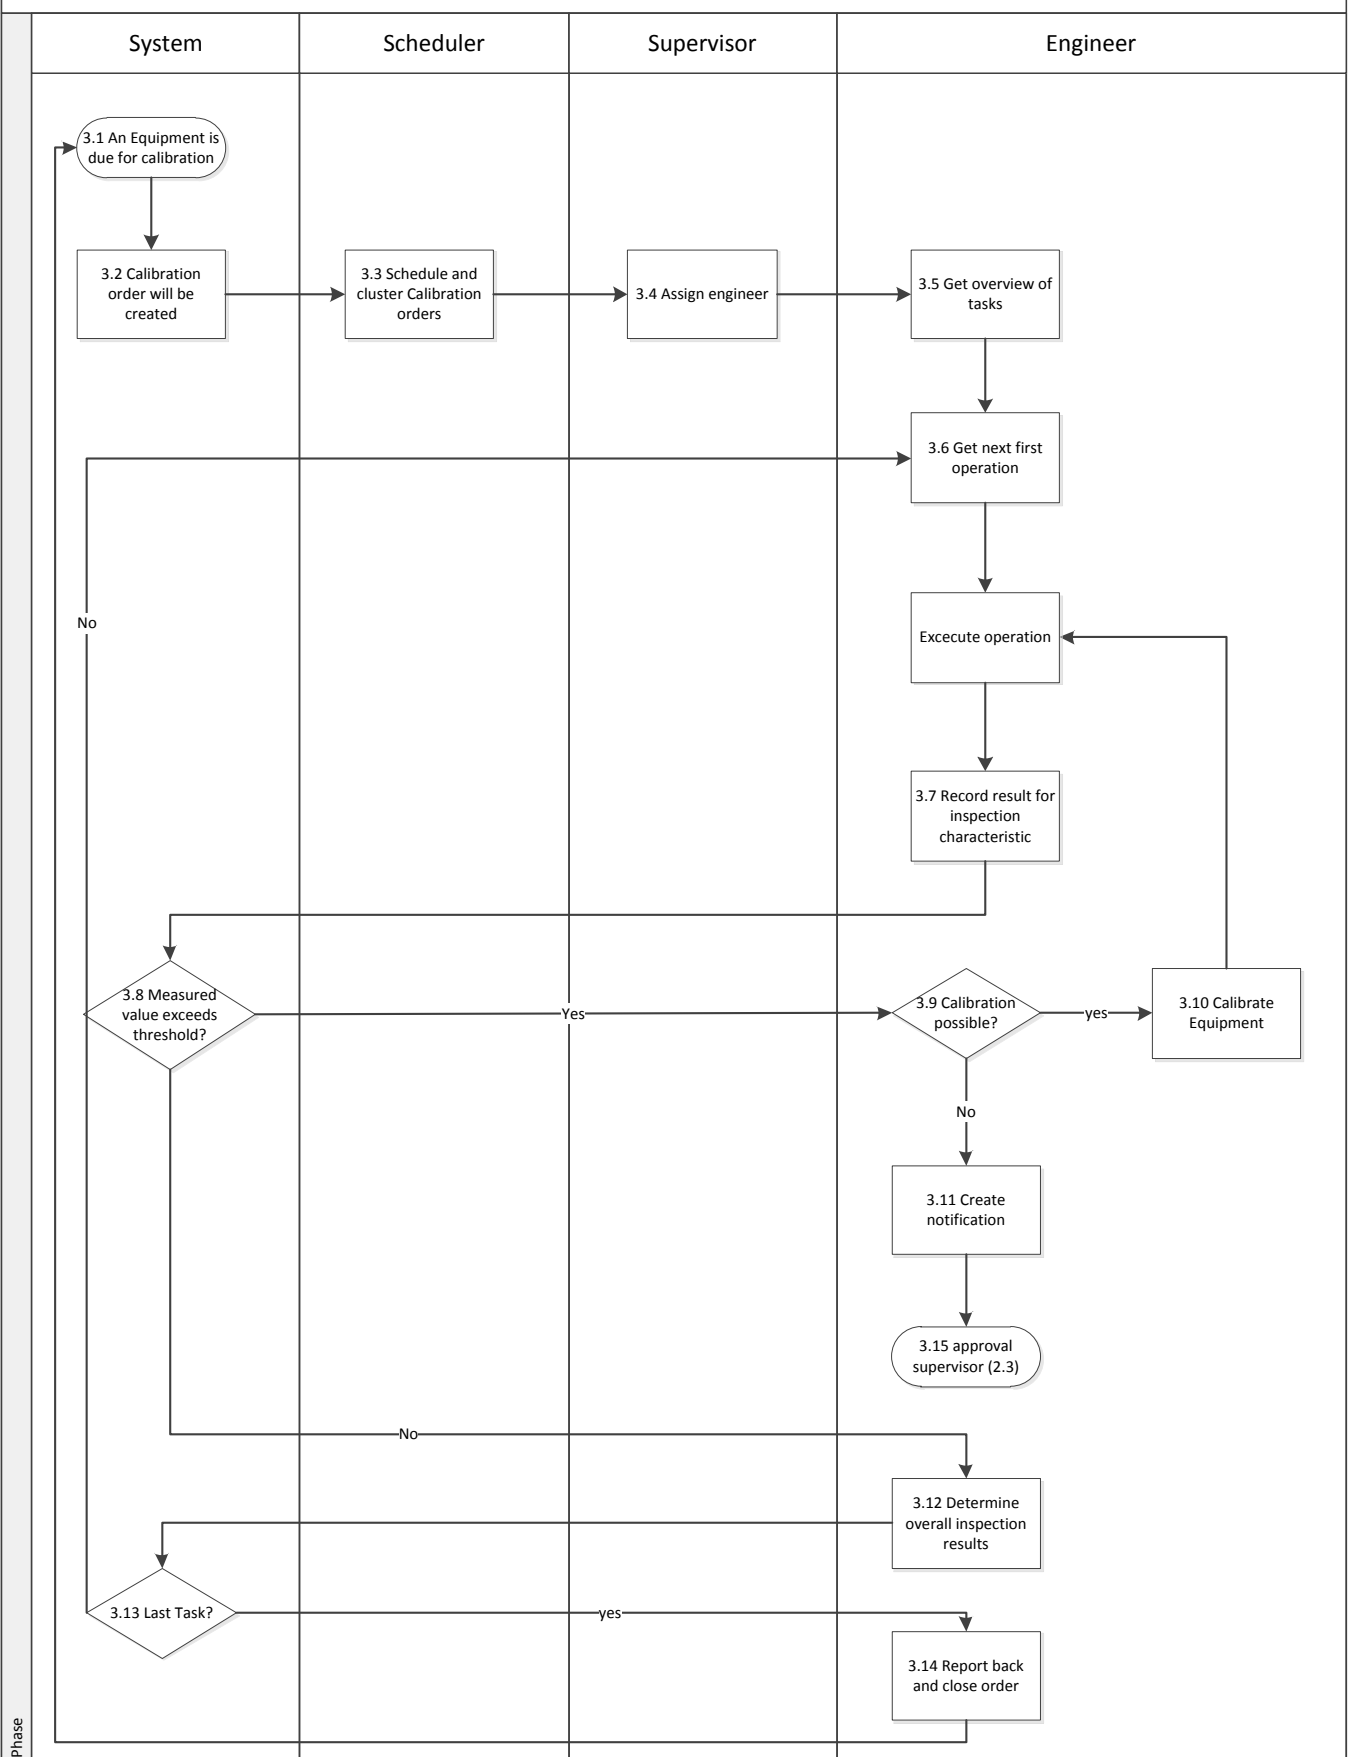 System
Scheduler
Supervisor
Engineer
3.1 An Equipment is
due for calibration
3.2 Calibration
order will be
created
3.3 Schedule and
cluster Calibration
orders
3.4 Assign engineer
3.5 Get overview of
tasks
3.6 Get next first
operation
No
Excecute operation
3.7 Record result for
inspection
characteristic
3.8 Measured
value exceeds
threshold?
Yes
3.9 Calibration
possible?
yes
3.10 Calibrate
Equipment
No
3.11 Create
notification
3.15 approval
supervisor (2.3)
No
3.12 Determine
overall inspection
results
3.13 Last Task?
yes
3.14 Report back
and close order
Phase